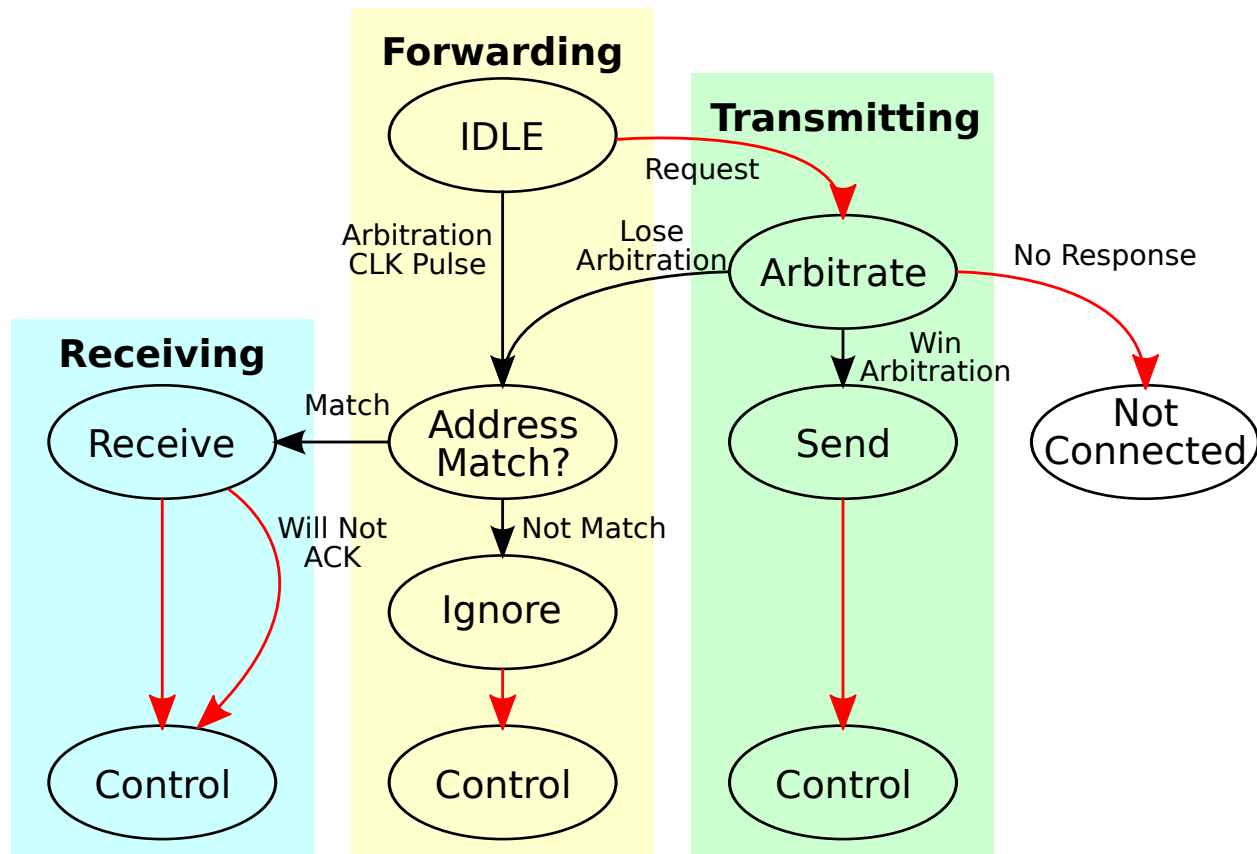 Forwarding
IDLE
Transmitting
Request
Arbitration
CLK Pulse
Lose
Arbitration
Arbitrate
No Response
Receiving
Win
Arbitration
Match
Receive
Address
Match?
Send
Not
Connected
Will Not
ACK
Not Match
Ignore
Control
Control
Control